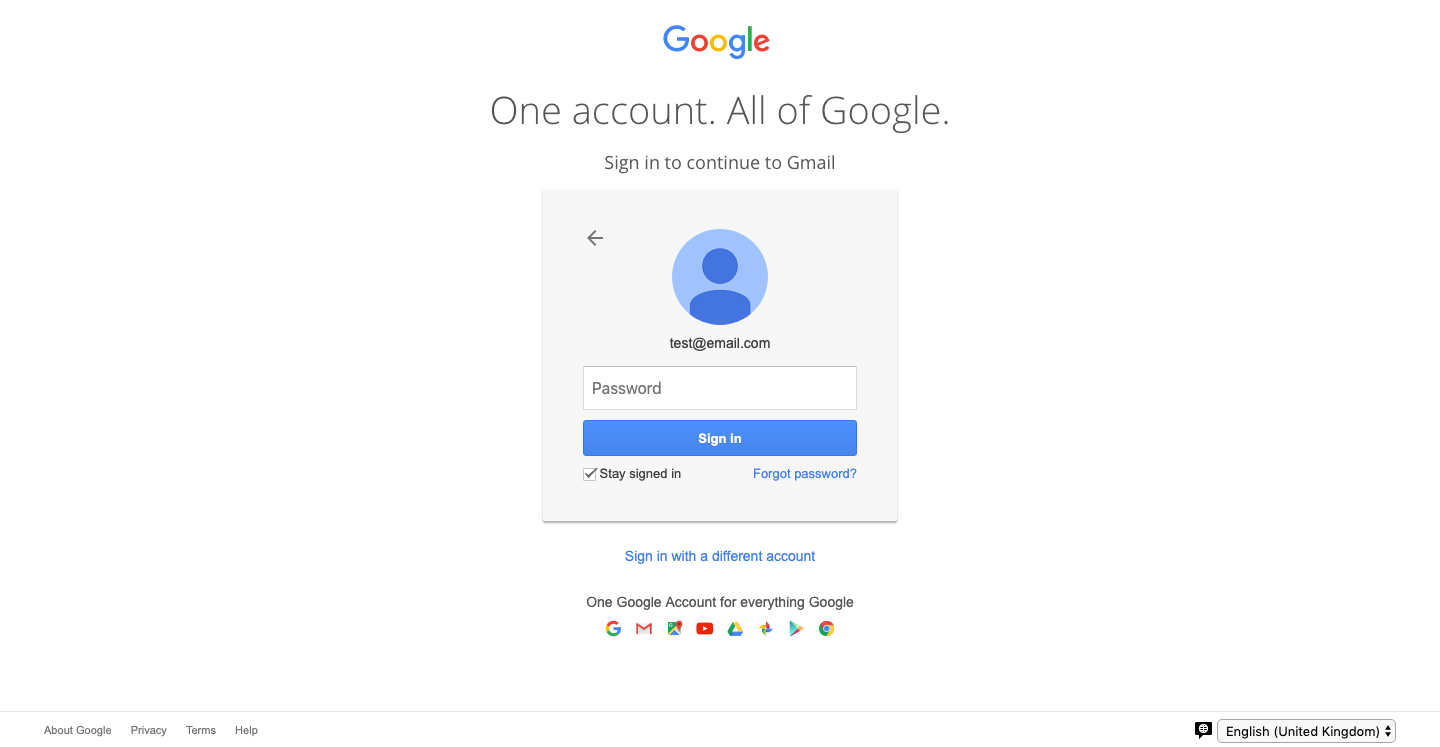 Google
One account. All of Google.
Sign in to continue to Gmail
test@email.com
Password
Sign in
Stay signed in Forgot password?
Sign in with a different account
One Google Account for everything Google
About Google Privacy Terms Help English (United Kingdom)